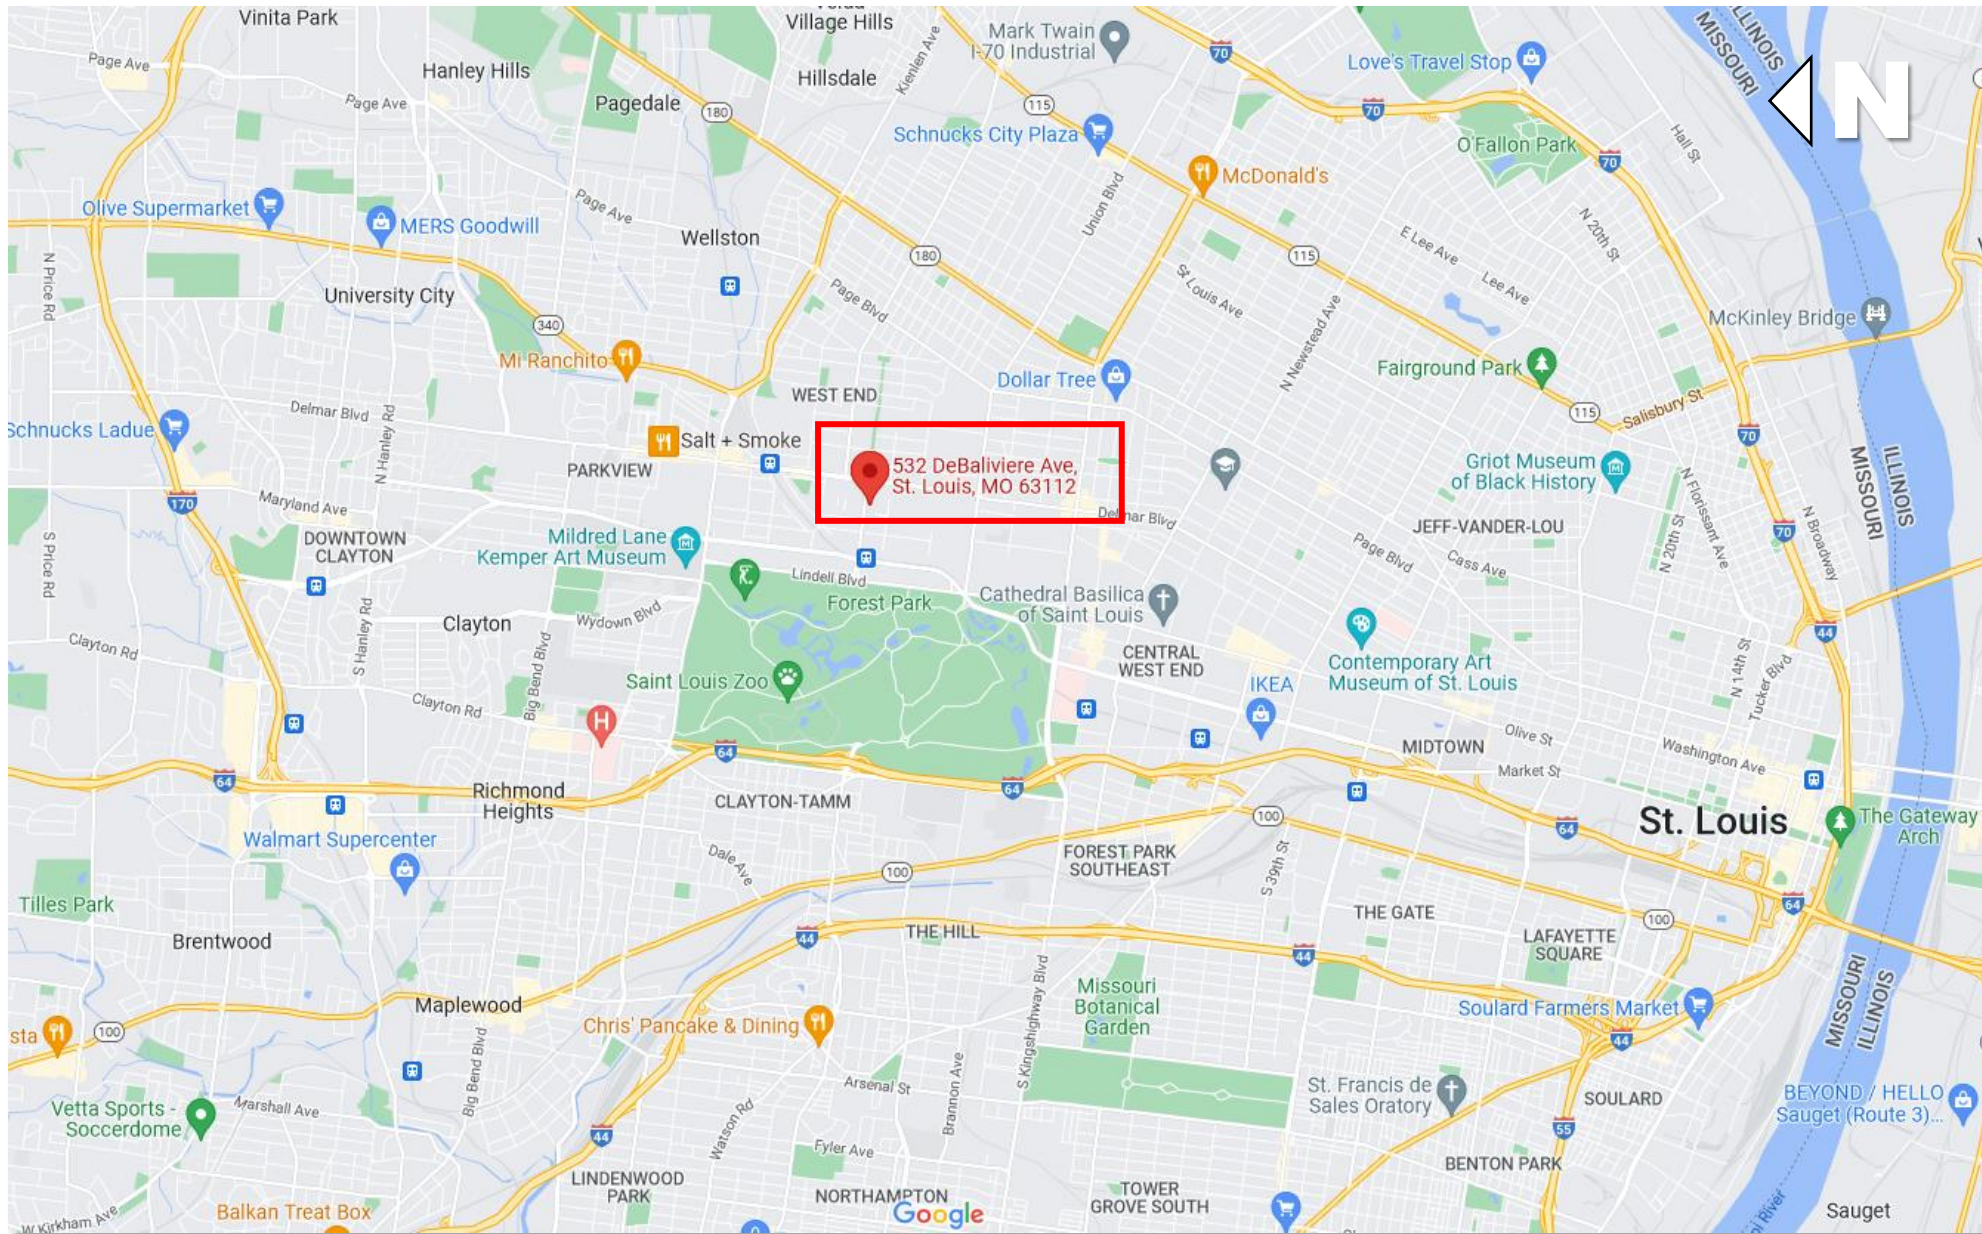 Vinita Park
Village Hills
Mark Twain
I-70 Industrial
70
Love's Travel Stop
ILLINOIS
MISSOURI
N
Page Ave
Hanley Hills
Hillsdale
Kienlen Ave
Page Ave
Pagedale
180
115
70
Schnucks City Plaza
O'Fallon Park
70
Hall St
McDonald's
Olive Supermarket
MERS Goodwill
Page Ave
Wellston
Union Blvd
180
115
E Lee Ave
N 20th St
N Price Rd
University City
Page Blvd
St Louis Ave
Lee Ave
340
McKinley Bridge
Mi Ranchito
N Newstead Ave
Fairground Park
Dollar Tree
WEST END
Delmar Blvd
N Hanley Rd
115
Salisbury St
Schnucks Ladue
Salt + Smoke
70
PARKVIEW
532 DeBaliviere Ave,
St. Louis, MO 63112
Griot Museum
of Black History
MISSOURI
ILLINOIS
170
Maryland Ave
Delmar Blvd
JEFF-VANDER-LOU
N Florissant Ave
70
N Broadway
DOWNTOWN
CLAYTON
Mildred Lane
Kemper Art Museum
Page Blvd
Cass Ave
N 20th St
S Price Rd
Lindell Blvd
Forest Park
Cathedral Basilica
of Saint Louis
S Hanley Rd
Clayton
Wydown Blvd
44
Clayton Rd
Big Bend Blvd
CENTRAL
WEST END
Contemporary Art
Museum of St. Louis
N 14th St
Tucker Blvd
Saint Louis Zoo
IKEA
Clayton Rd
H
64
MIDTOWN
Olive St
Washington Ave
64
64
Market St
Richmond
Heights
CLAYTON-TAMM
100
64
St. Louis
The Gateway
Arch
Walmart Supercenter
Dale Ave
100
FOREST PARK
SOUTHEAST
S 39th St
Tilles Park
64
THE GATE
100
Brentwood
44
THE HILL
44
LAFAYETTE
SQUARE
MISSOURI
ILLINOIS
Maplewood
S Kingshighway Blvd
Missouri
Botanical
Garden
Soulard Farmers Market
sta
100
Chris' Pancake & Dining
44
Big Bend Blvd
Arsenal St
Brannon Ave
St. Francis de
Sales Oratory
SOULARD
BEYOND / HELLO
Sauget (Route 3)...
Vetta Sports -
Soccerdome
Marshall Ave
44
Watson Rd
55
Fyler Ave
BENTON PARK
LINDENWOOD
PARK
NORTHAMPTON
TOWER
GROVE SOUTH
Balkan Treat Box
Google
W Kirkham Ave
River
Sauget